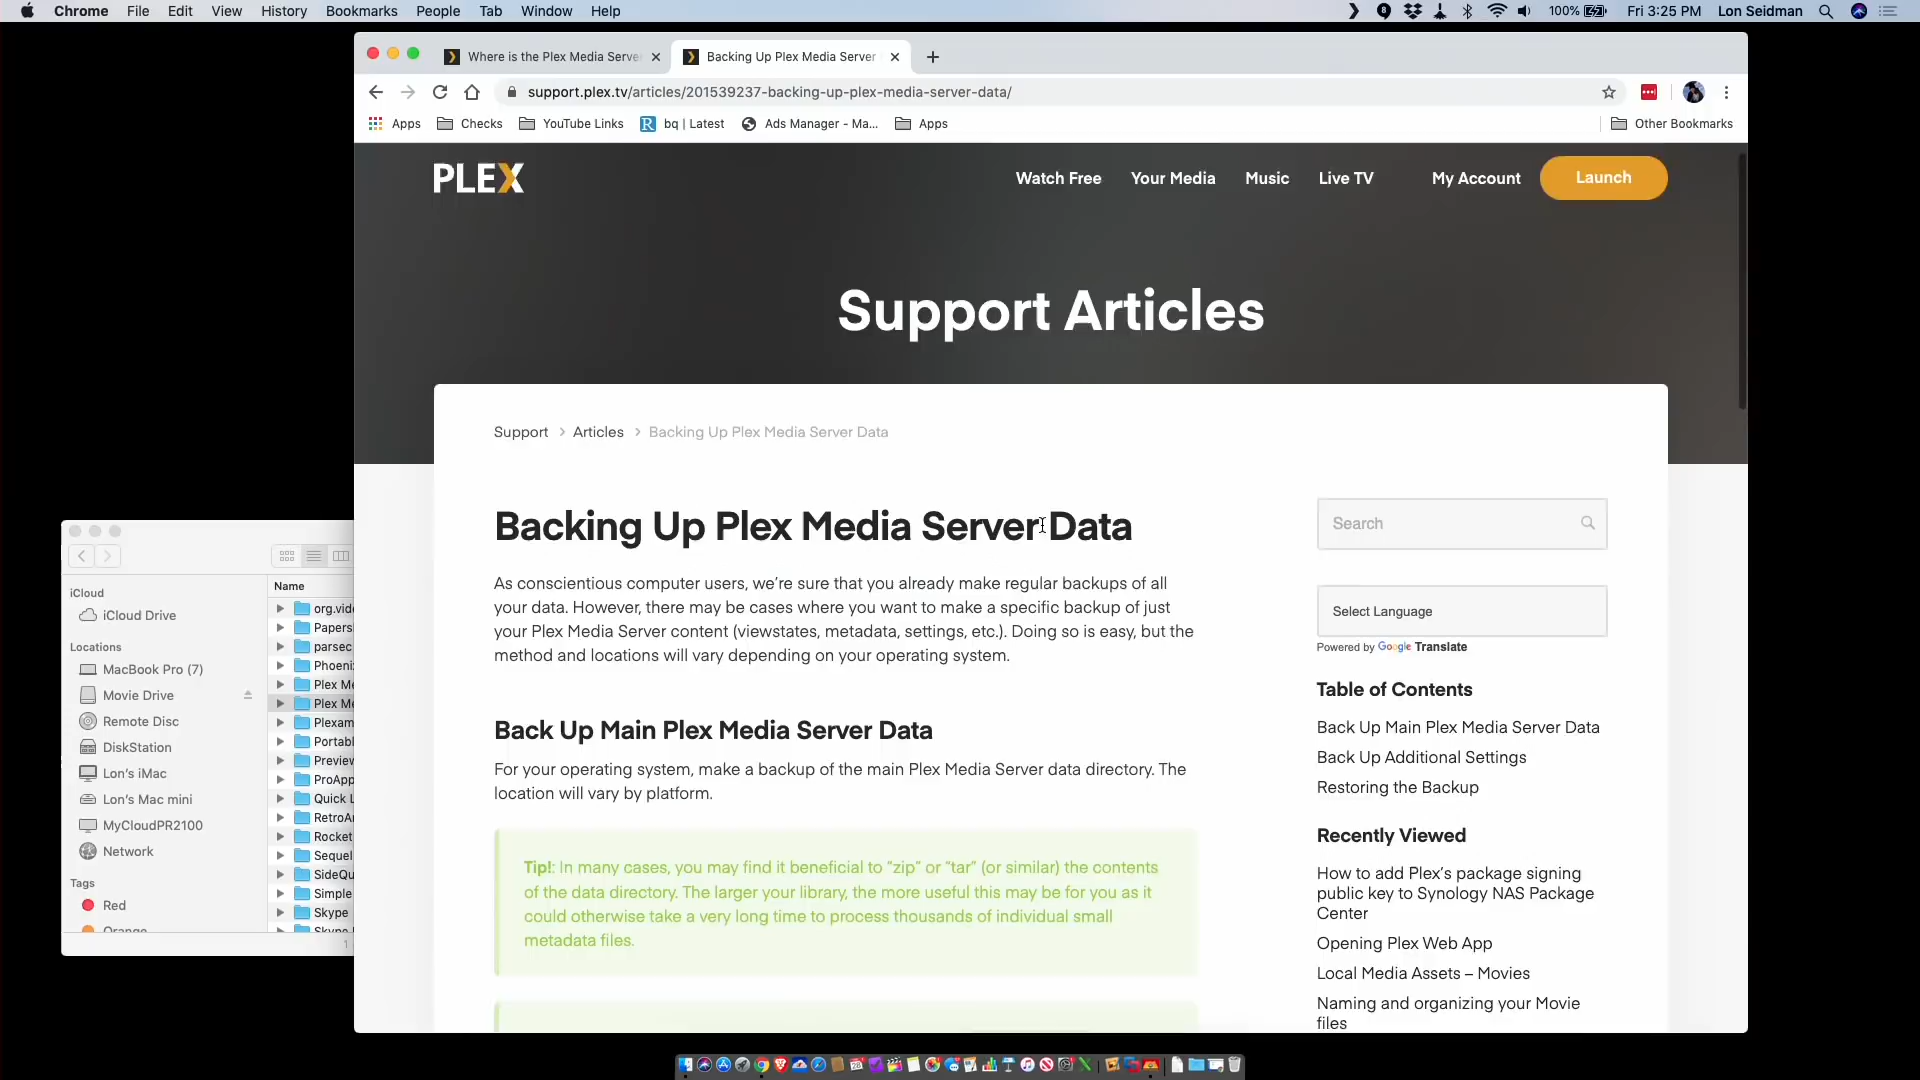 Chrome File Edit View History Bookmarks People Tab Window Help
100% Fri 3:25 PM Lon Seidman
Where is the Plex Media Serve
Backing Up Plex Media Server
support.plex.tv/articles/201539237-backing-up-plex-media-server-data/
Apps Checks YouTube Links bq | Latest Ads Manager - Ma... Apps Other Bookmarks
PLEX
Watch Free Your Media Music Live TV My Account Launch
Support Articles
Support > Articles > Backing Up Plex Media Server Data
Backing Up Plex Media Server Data
As conscientious computer users, we're sure that you already make regular backups of all
your data. However, there may be cases where you want to make a specific backup of just
your Plex Media Server content (viewstates, metadata, settings, etc.). Doing so is easy, but the
method and locations will vary depending on your operating system.
Back Up Main Plex Media Server Data
For your operating system, make a backup of the main Plex Media Server data directory. The
location will vary by platform.
Tip!: In many cases, you may find it beneficial to "zip" or "tar" (or similar) the contents
of the data directory. The larger your library, the more useful this may be for you as it
could otherwise take a very long time to process thousands of individual small
metadata files.
Search
Select Language
Powered by Google Translate
Table of Contents
Back Up Main Plex Media Server Data
Back Up Additional Settings
Restoring the Backup
Recently Viewed
How to add Plex's package signing
public key to Synology NAS Package
Center
Opening Plex Web App
Local Media Assets – Movies
Naming and organizing your Movie
files
iCloud
iCloud Drive
Locations
MacBook Pro (7)
Movie Drive
Remote Disc
DiskStation
Lon's iMac
Lon's Mac mini
MyCloudPR2100
Network
Tags
Red
Orange
Name
org.vide
Papers
parsec
Phoeni
Plex Me
Plex Me
Plexam
Portabl
Preview
ProApp
Quick L
RetroAr
Rocket
Sequel
SideQu
Simple
Skype